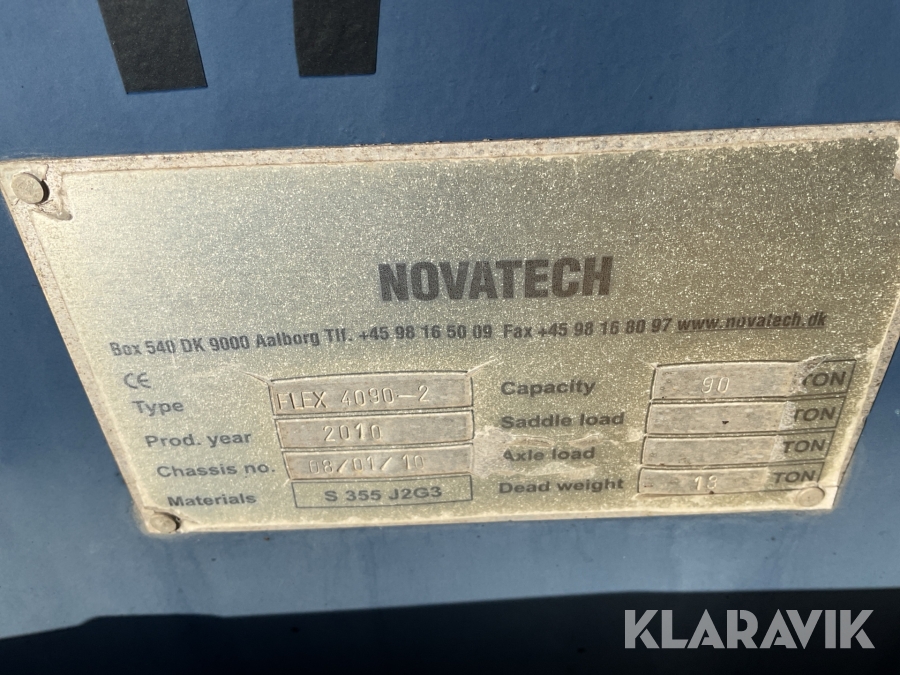 NOVATECH
Box 540 DK 9000 Aalborg Tlf. +45 98 16 50 09 Fax +45 98 16 80 97 www.novatech.dk
CE
Type FLEX 4090-2
Prod. year 2010
Chassis no. 08/01/10
Materials S 355 J2G3
Capacity 90 TON
Saddle load - TON
Axle load TON
Dead weight TON
KLARAVIK